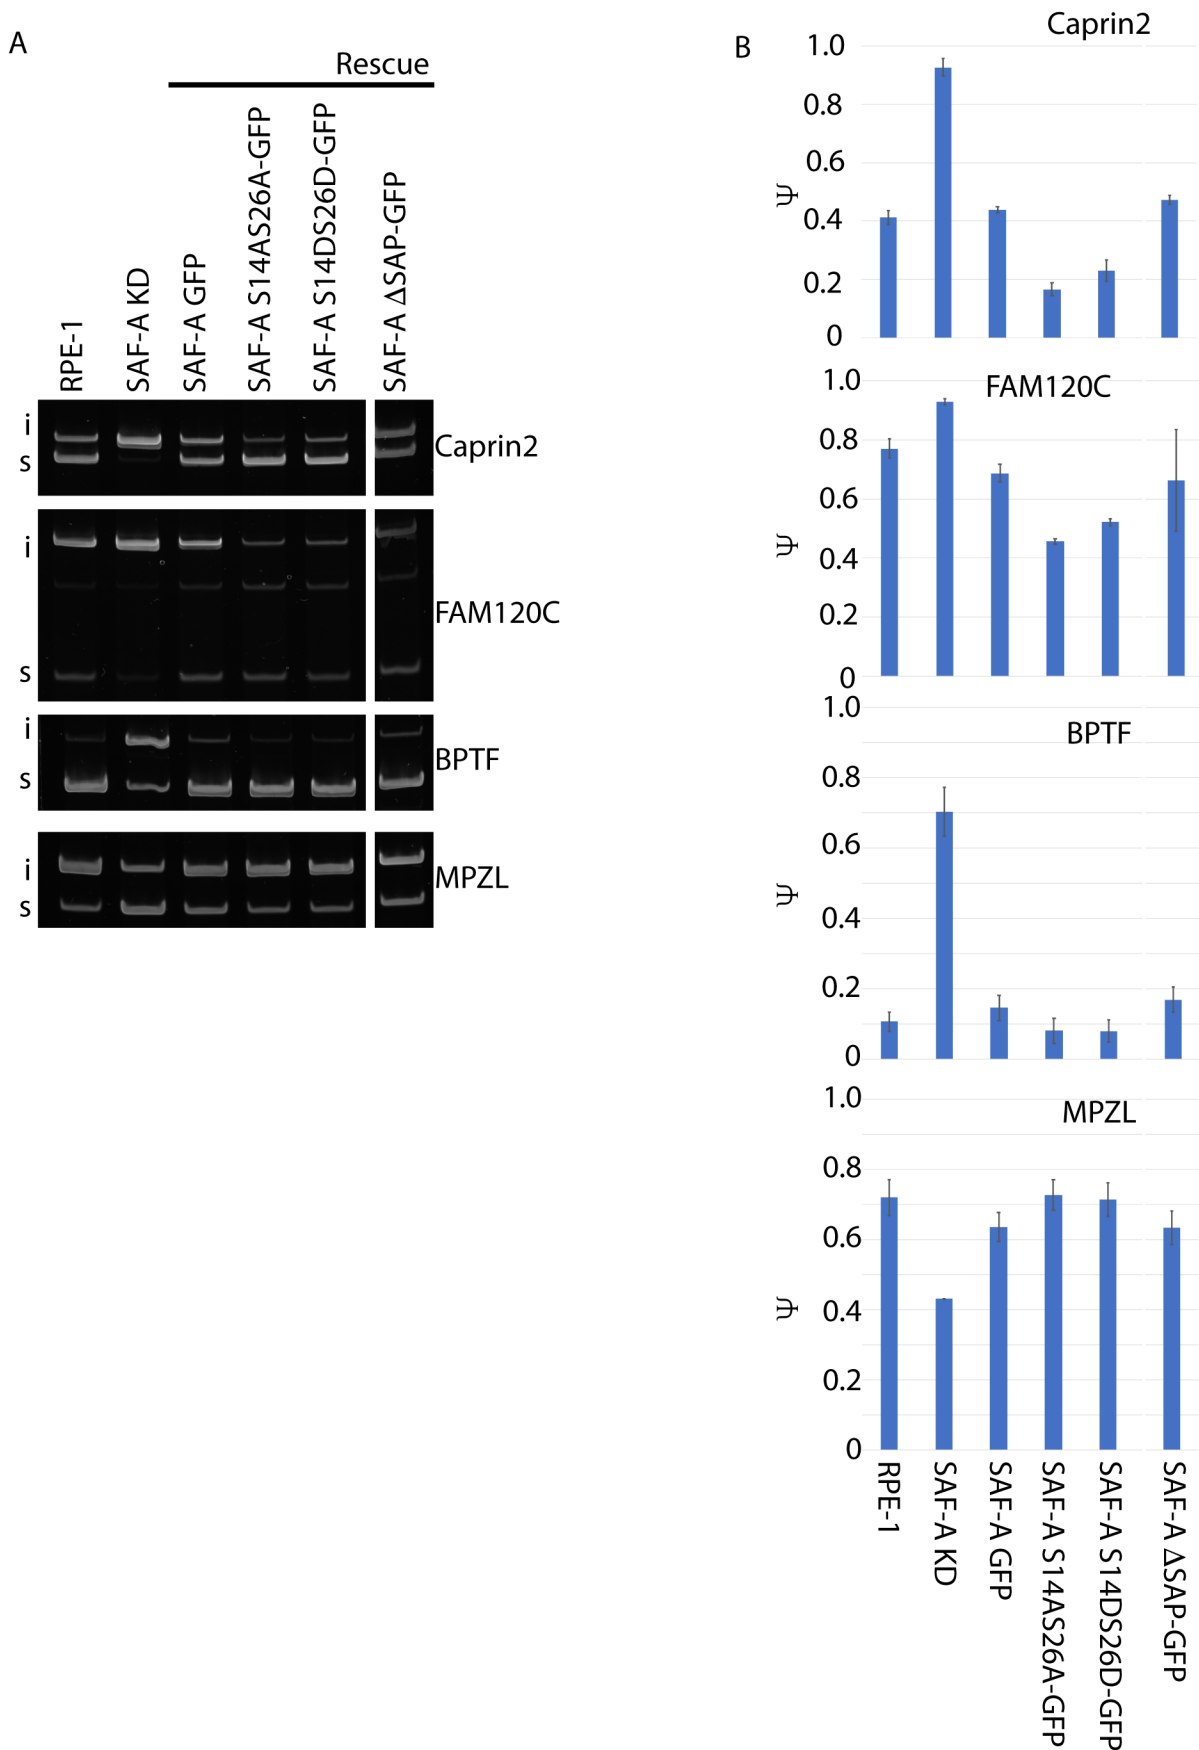 A
Rescue
RPE-1
SAF-A KD
SAF-A GFP
SAF-A S14AS26A-GFP
SAF-A S14DS26D-GFP
SAF-A ΔSAP-GFP
i
s
Caprin2
i
s
FAM120C
i
s
BPTF
i
s
MPZL
B
Caprin2
1.0
0.8
0.6
0.4
0.2
0
Ψ
FAM120C
1.0
0.8
0.6
0.4
0.2
0
Ψ
BPTF
1.0
0.8
0.6
0.4
0.2
0
Ψ
MPZL
1.0
0.8
0.6
0.4
0.2
0
Ψ
RPE-1
SAF-A KD
SAF-A GFP
SAF-A S14AS26A-GFP
SAF-A S14DS26D-GFP
SAF-A ΔSAP-GFP